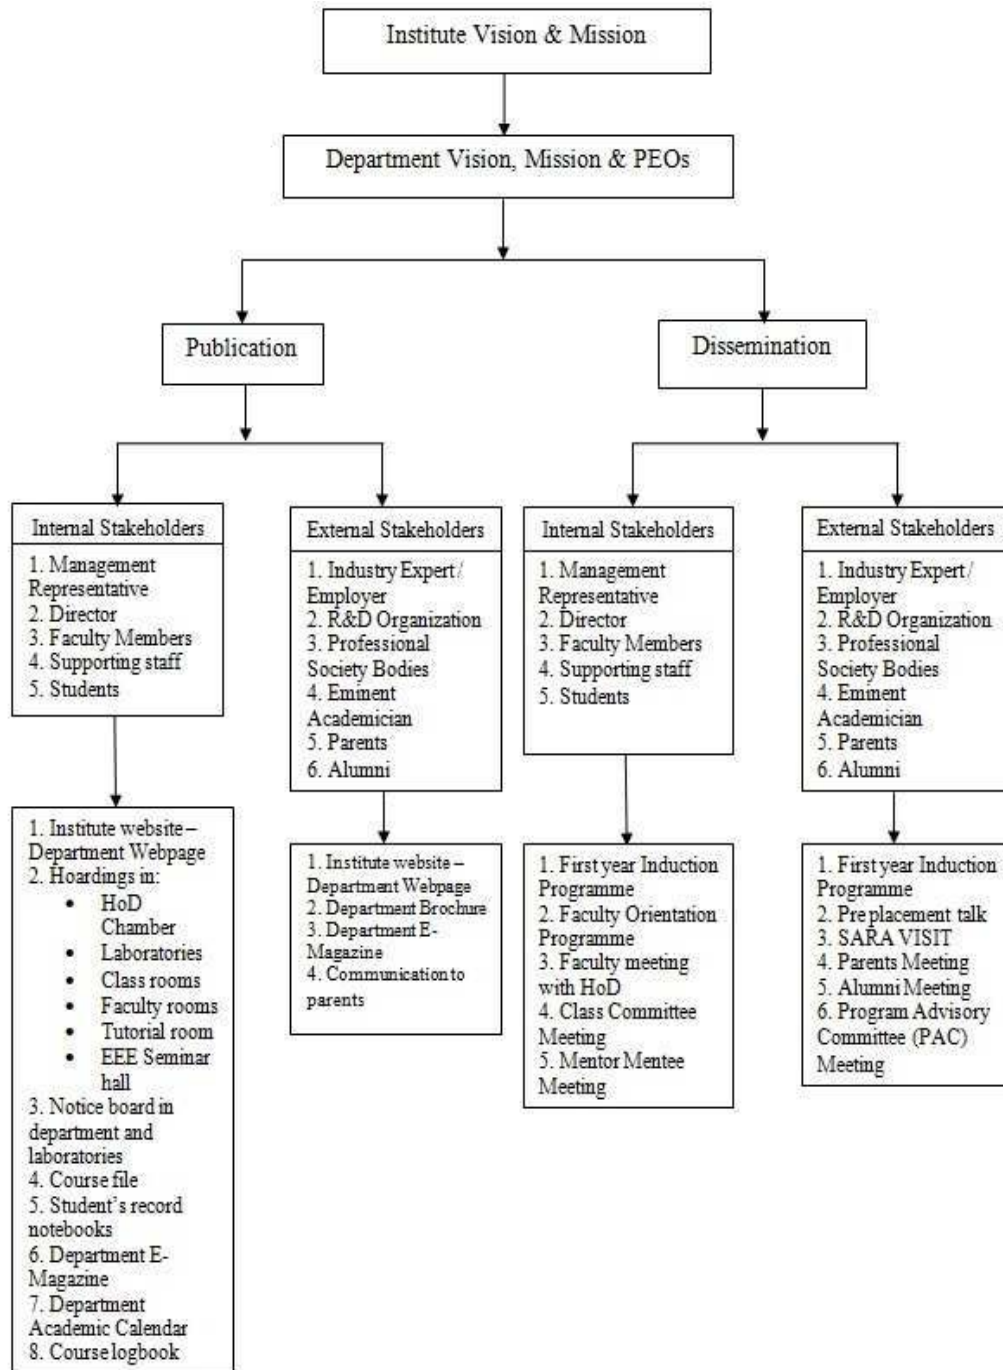 Institute Vision & Mission
Department Vision, Mission & PEOs
Publication
Dissemination
Internal Stakeholders
1. Management
Representative
2. Director
3. Faculty Members
4. Supporting staff
5. Students
External Stakeholders
1. Industry Expert /
Employer
2. R&D Organization
3. Professional
Society Bodies
4. Eminent
Academician
5. Parents
6. Alumni
Internal Stakeholders
1. Management
Representative
2. Director
3. Faculty Members
4. Supporting staff
5. Students
External Stakeholders
1. Industry Expert /
Employer
2. R&D Organization
3. Professional
Society Bodies
4. Eminent
Academician
5. Parents
6. Alumni
1. Institute website –
Department Webpage
2. Hoardings in:
• HoD
Chamber
• Laboratories
• Class rooms
• Faculty rooms
• Tutorial room
• EEE Seminar
hall
3. Notice board in
department and
laboratories
4. Course file
5. Student's record
notebooks
6. Department E-
Magazine
7. Department
Academic Calendar
8. Course logbook
1. Institute website –
Department Webpage
2. Department Brochure
3. Department E-
Magazine
4. Communication to
parents
1. First year Induction
Programme
2. Faculty Orientation
Programme
3. Faculty meeting
with HoD
4. Class Committee
Meeting
5. Mentor Mentee
Meeting
1. First year Induction
Programme
2. Pre placement talk
3. SARA VISIT
4. Parents Meeting
5. Alumni Meeting
6. Program Advisory
Committee (PAC)
Meeting